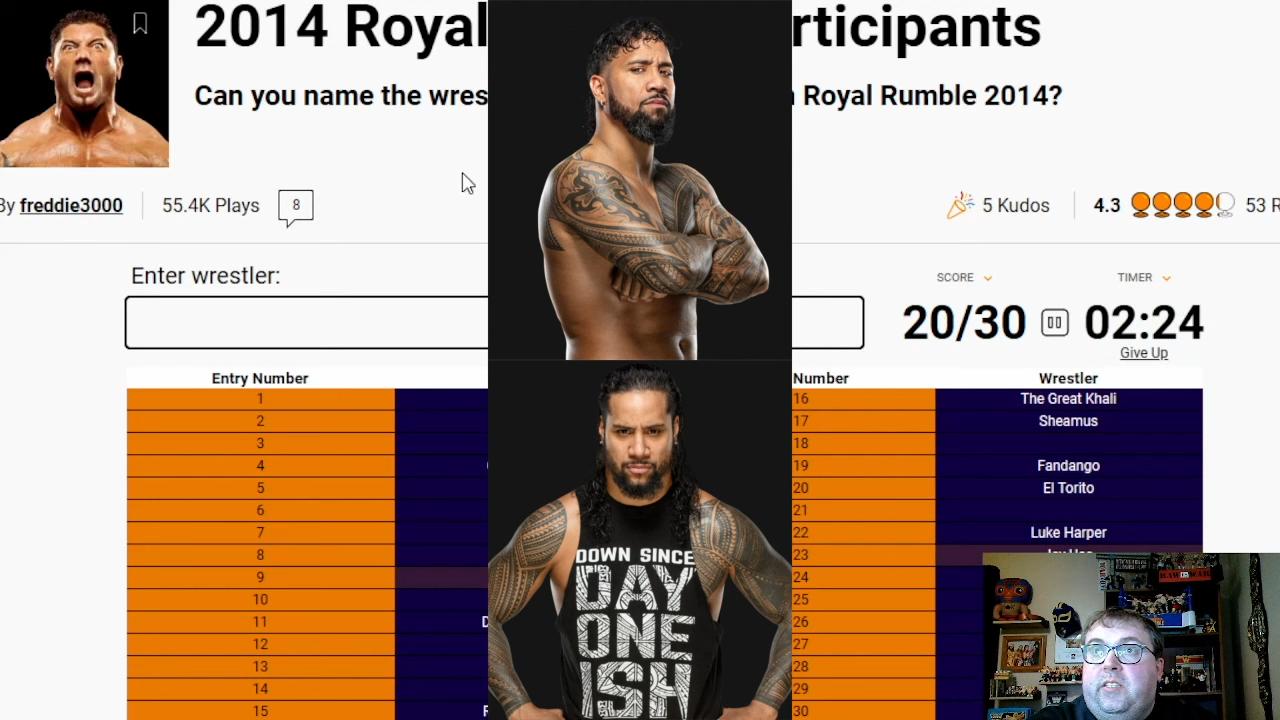 2014 Royal
rticipants
Can you name the wres
Royal Rumble 2014?
By freddie3000
55.4K Plays
8
5 Kudos
4.3
53 R
Enter wrestler:
SCORE
TIMER
20/30
02:24
Give Up
Entry Number
Number
Wrestler
1
16
The Great Khali
2
17
Sheamus
3
18
4
19
Fandango
5
20
El Torito
6
21
7
22
Luke Harper
8
23
9
24
10
25
11
D
26
12
27
13
28
14
29
15
30
DOWN SINCE
DAY
ONE
ISH